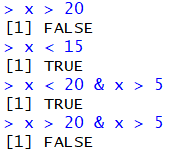 > x > 20
[1] FALSE
> x < 15
[1] TRUE
> x < 20 & x > 5
[1] TRUE
> x > 20 & x > 5
[1] FALSE